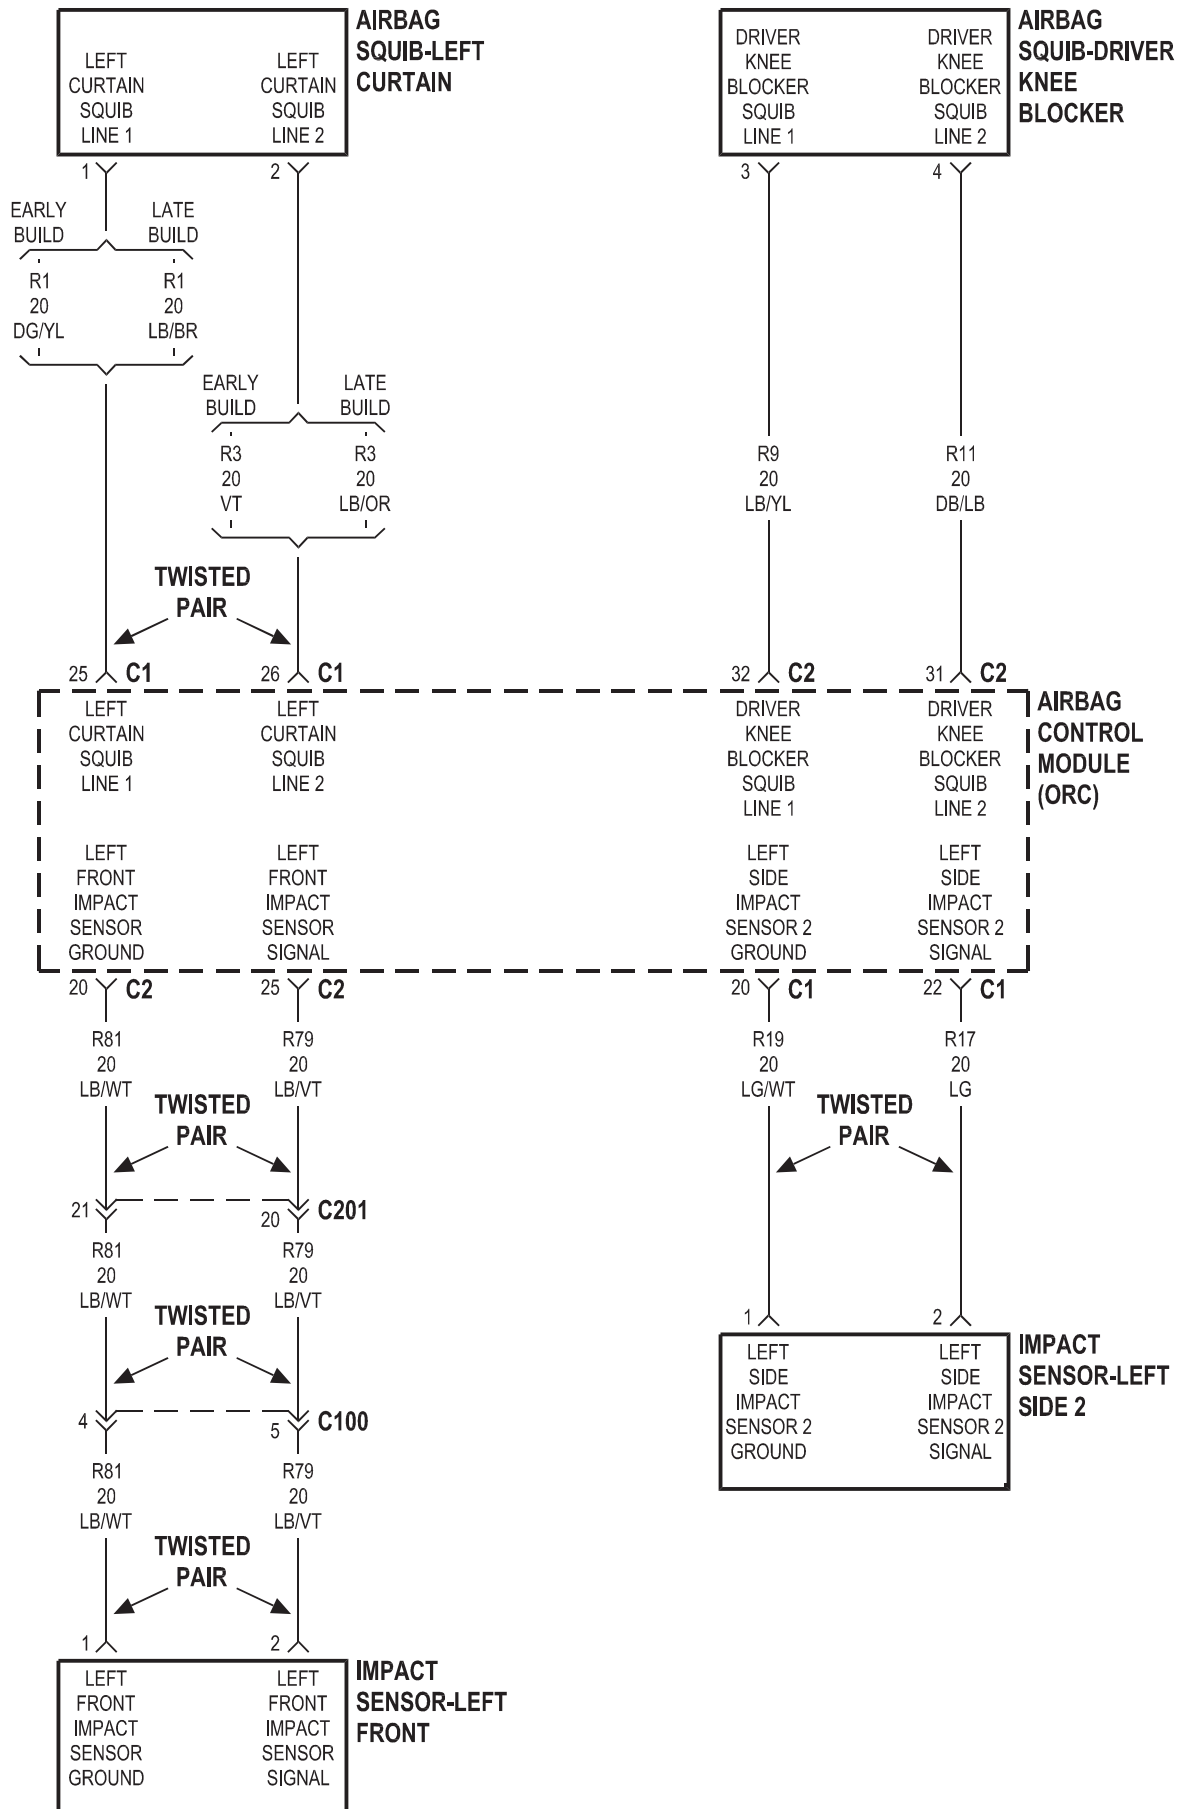 AIRBAG
SQUIB-LEFT
CURTAIN
LEFT
CURTAIN
SQUIB
LINE 1
LEFT
CURTAIN
SQUIB
LINE 2
1
2
AIRBAG
SQUIB-DRIVER
KNEE
BLOCKER
DRIVER
KNEE
BLOCKER
SQUIB
LINE 1
DRIVER
KNEE
BLOCKER
SQUIB
LINE 2
3
4
EARLY
BUILD
LATE
BUILD
R1
20
DG/YL
R1
20
LB/BR
EARLY
BUILD
LATE
BUILD
R3
20
VT
R3
20
LB/OR
R9
20
LB/YL
R11
20
DB/LB
TWISTED
PAIR
25 C1
26 C1
32 C2
31 C2
AIRBAG
CONTROL
MODULE
(ORC)
LEFT
CURTAIN
SQUIB
LINE 1
LEFT
CURTAIN
SQUIB
LINE 2
DRIVER
KNEE
BLOCKER
SQUIB
LINE 1
DRIVER
KNEE
BLOCKER
SQUIB
LINE 2
LEFT
FRONT
IMPACT
SENSOR
GROUND
LEFT
FRONT
IMPACT
SENSOR
SIGNAL
LEFT
SIDE
IMPACT
SENSOR 2
GROUND
LEFT
SIDE
IMPACT
SENSOR 2
SIGNAL
20 C2
25 C2
20 C1
22 C1
R81
20
LB/WT
R79
20
LB/VT
R19
20
LG/WT
R17
20
LG
TWISTED
PAIR
TWISTED
PAIR
21
20 C201
R81
20
LB/WT
R79
20
LB/VT
TWISTED
PAIR
4
5 C100
R81
20
LB/WT
R79
20
LB/VT
TWISTED
PAIR
1
2
IMPACT
SENSOR-LEFT
SIDE 2
LEFT
SIDE
IMPACT
SENSOR 2
GROUND
LEFT
SIDE
IMPACT
SENSOR 2
SIGNAL
1
2
IMPACT
SENSOR-LEFT
FRONT
LEFT
FRONT
IMPACT
SENSOR
GROUND
LEFT
FRONT
IMPACT
SENSOR
SIGNAL